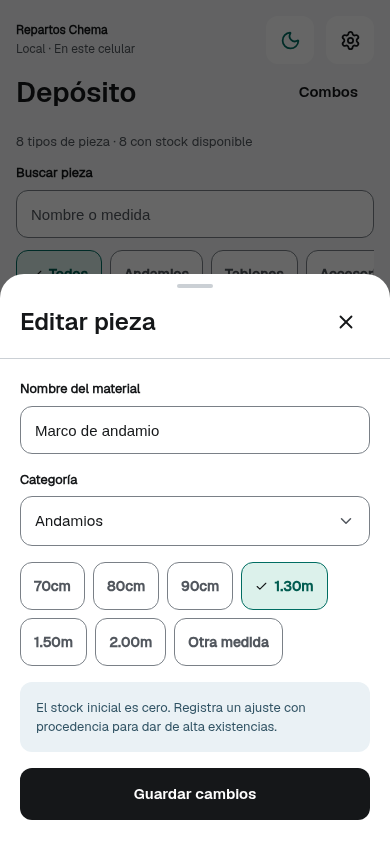 Repartos Chema
Local · En este celular
Depósito
Combos
8 tipos de pieza · 8 con stock disponible
Buscar pieza
Nombre o medida
Editar pieza
Nombre del material
Marco de andamio
Categoría
Andamios
70cm 80cm 90cm 1.30m
1.50m 2.00m Otra medida
El stock inicial es cero. Registra un ajuste con
procedencia para dar de alta existencias.
Guardar cambios